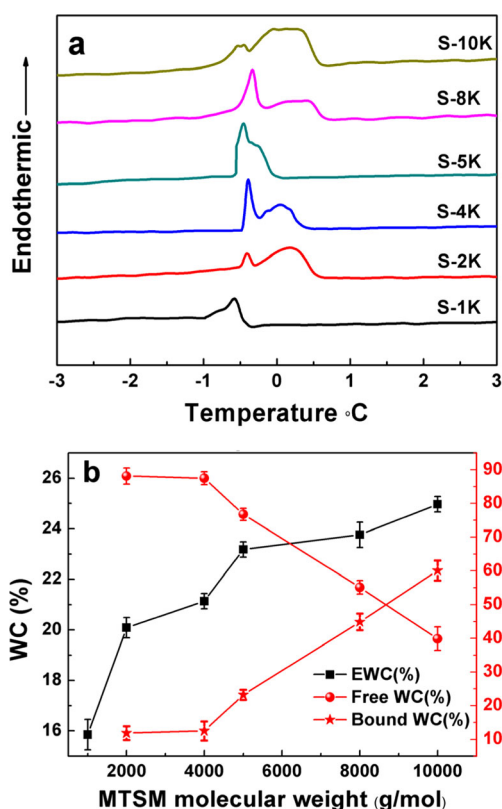 a
Endothermic
S-10K
S-8K
S-5K
S-4K
S-2K
S-1K
-3 -2 -1 0 1 2 3
Temperature °C
b
WC (%)
26
24
22
20
18
16
90
80
70
60
50
40
30
20
10
EWC(%)
Free WC(%)
Bound WC(%)
2000 4000 6000 8000 10000
MTSM molecular weight (g/mol)